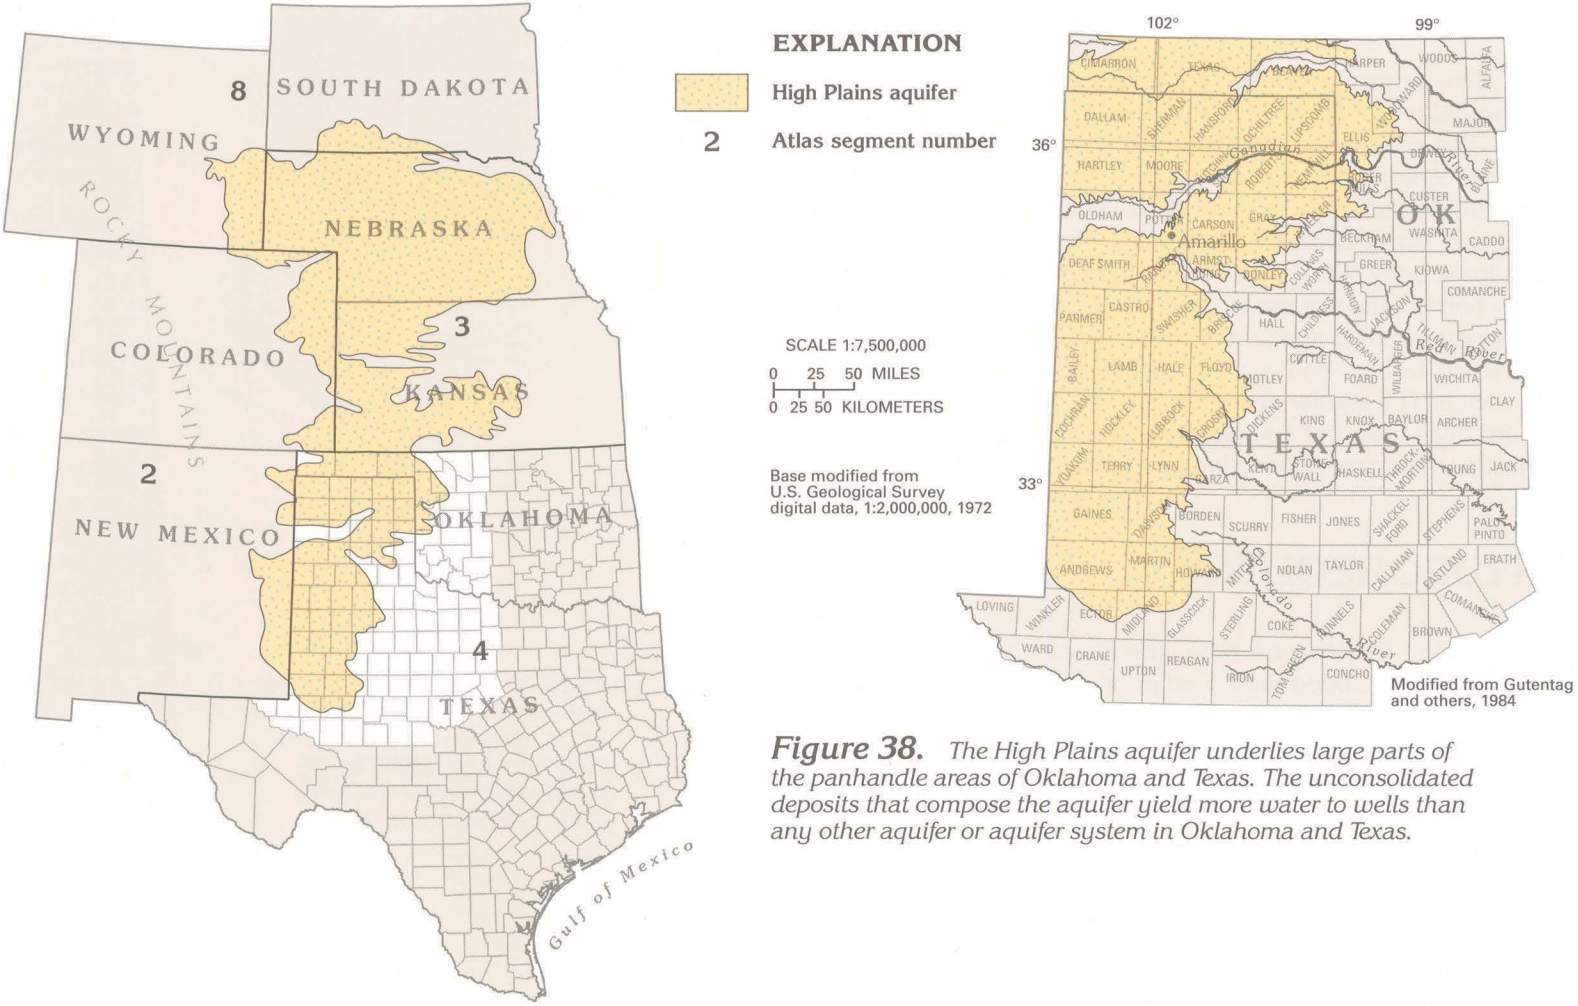 8
SOUTH DAKOTA
WYOMING
ROCKY MOUNTAINS
NEBRASKA
3
COLORADO
KANSAS
2
NEW MEXICO
OKLAHOMA
4
TEXAS
Gulf of Mexico
EXPLANATION
High Plains aquifer
2 Atlas segment number
SCALE 1:7,500,000
0 25 50 MILES
0 25 50 KILOMETERS
Base modified from
U.S. Geological Survey
digital data, 1:2,000,000, 1972
102° 99°
CIMARRON TEXAS BEAVER HARPER WOODS ALFALFA
WOODWARD MAJOR
DALLAM SHERMAN HANSFORD OCHILTREE LIPSCOMB ELLIS
36°
Canadian River
DEWEY BLAINE
HARTLEY MOORE ROBERTS HEMPHILL ROGER MILLS CUSTER
OLDHAM POTTER CARSON GRAY WHEELER OK WASHITA CADDO
Amarillo
BECKHAM
DEAF SMITH RANDALL ARMSTRONG DONLEY COLLINGSWORTH GREER KIOWA
HARMON JACKSON COMANCHE
PARMER CASTRO SWISHER BRISCOE HALL CHILDRESS HARDEMAN TILLMAN COTTON
Red River
BAILEY LAMB HALE FLOYD MOTLEY COTTLE FOARD WILBARGER WICHITA CLAY
COCHRAN HOCKLEY LUBBOCK CROSBY DICKENS KING KNOX BAYLOR ARCHER
TEXAS
YOAKUM TERRY LYNN GARZA KENT STONEWALL HASKELL THROCK-
MORTON YOUNG JACK
33°
GAINES DAWSON BORDEN SCURRY FISHER JONES SHACKEL-
FORD STEPHENS PALO
PINTO
ANDREWS MARTIN HOWARD NOLAN TAYLOR CALLAHAN EASTLAND ERATH
Colorado River
LOVING WINKLER ECTOR MIDLAND GLASSCOCK STERLING COKE RUNNELS COLEMAN BROWN COMANCHE
WARD CRANE UPTON REAGAN IRION TOM GREEN CONCHO
Modified from Gutentag
and others, 1984
Figure 38. The High Plains aquifer underlies large parts of
the panhandle areas of Oklahoma and Texas. The unconsolidated
deposits that compose the aquifer yield more water to wells than
any other aquifer or aquifer system in Oklahoma and Texas.